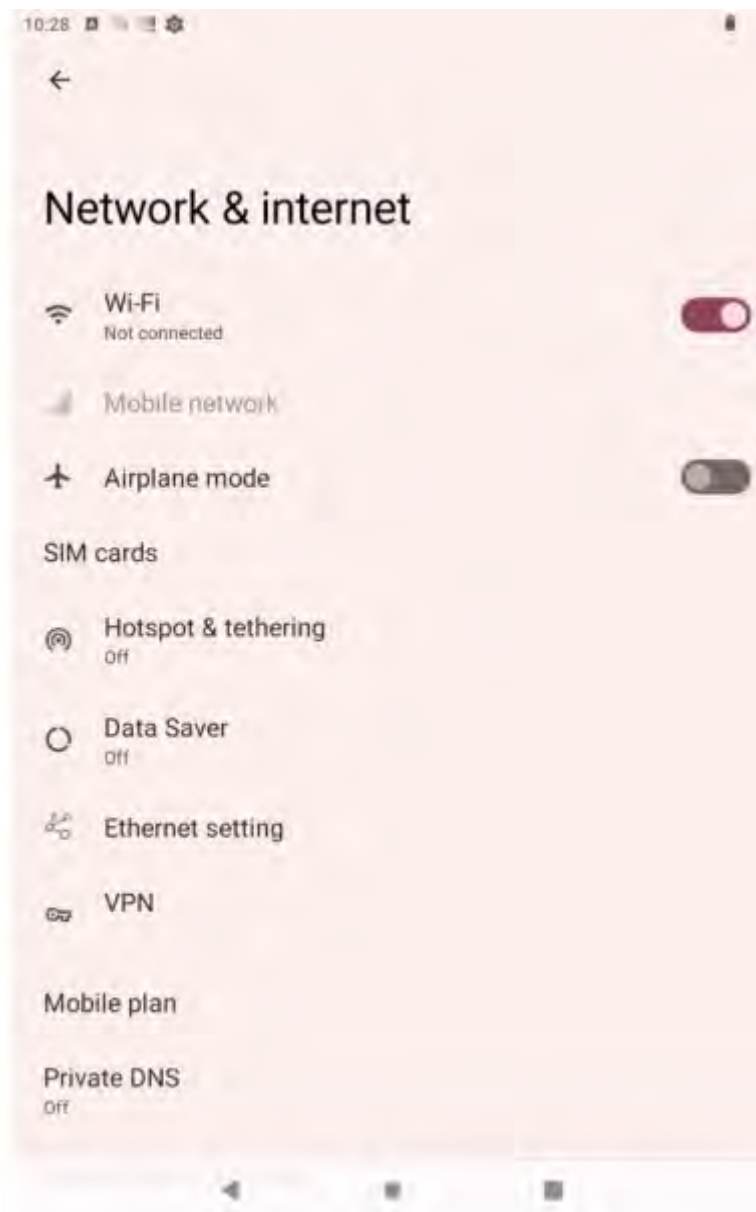 10:28
Network & internet
Wi-Fi
Not connected
Mobile network
Airplane mode
SIM cards
Hotspot & tethering
Off
Data Saver
Off
Ethernet setting
VPN
Mobile plan
Private DNS
Off